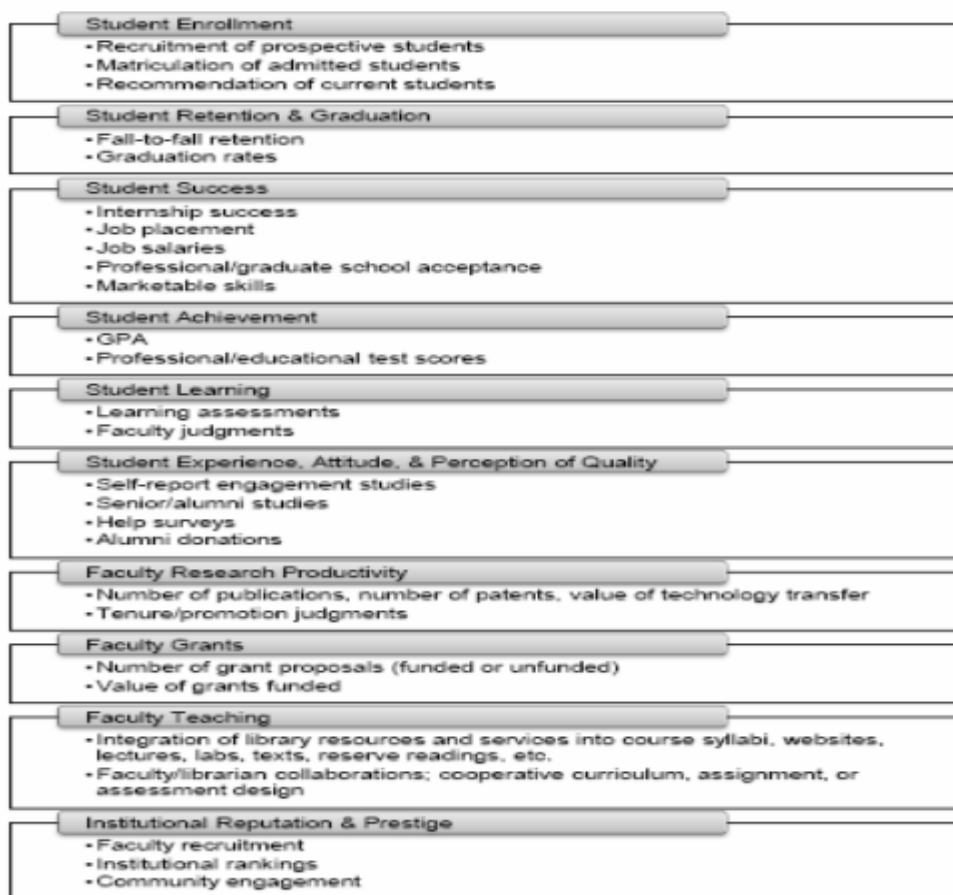 Student Enrollment
•Recruitment of prospective students
•Matriculation of admitted students
•Recommendation of current students
Student Retention & Graduation
•Fall-to-fall retention
•Graduation rates
Student Success
•Internship success
•Job placement
•Job salaries
•Professional/graduate school acceptance
•Marketable skills
Student Achievement
•GPA
•Professional/educational test scores
Student Learning
•Learning assessments
•Faculty judgments
Student Experience, Attitude, & Perception of Quality
•Self-report engagement studies
•Senior/alumni studies
•Help surveys
•Alumni donations
Faculty Research Productivity
•Number of publications, number of patents, value of technology transfer
•Tenure/promotion judgments
Faculty Grants
•Number of grant proposals (funded or unfunded)
•Value of grants funded
Faculty Teaching
•Integration of library resources and services into course syllabi, websites,
lectures, labs, texts, reserve readings, etc.
•Faculty/librarian collaborations; cooperative curriculum, assignment, or
assessment design
Institutional Reputation & Prestige
•Faculty recruitment
•Institutional rankings
•Community engagement